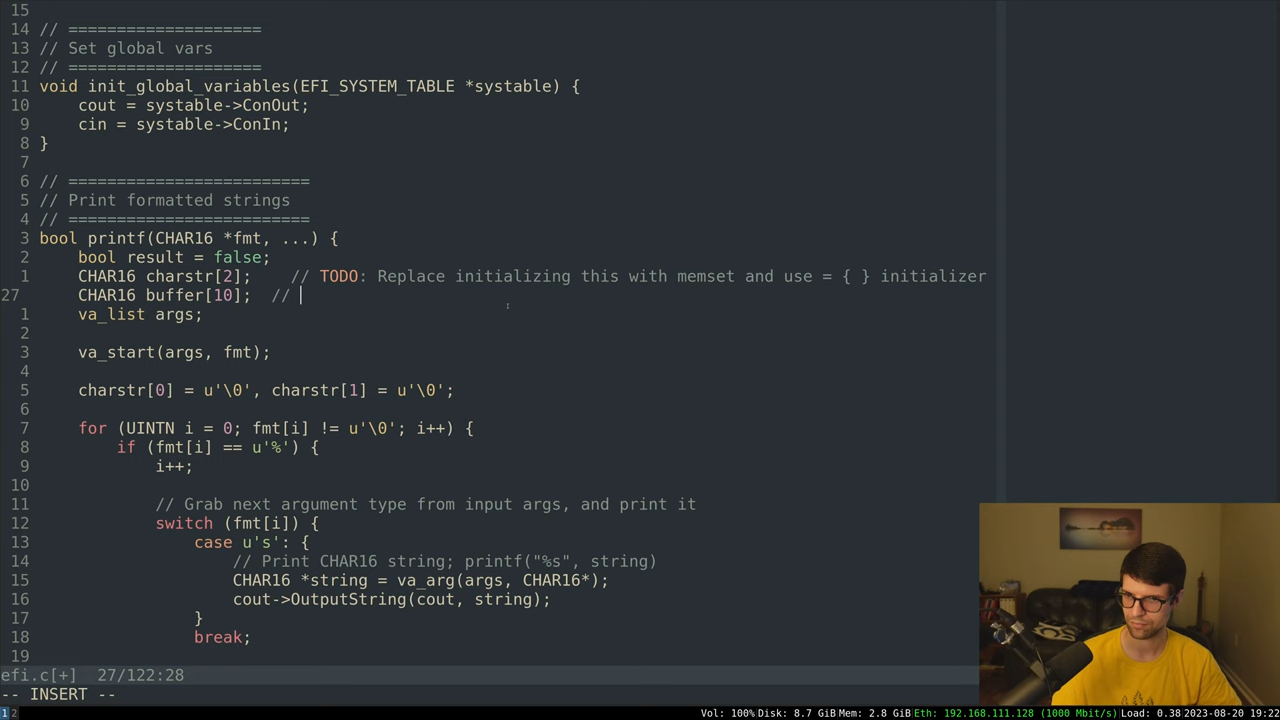 15
14 // ====================
13 // Set global vars
12 // ====================
11 void init_global_variables(EFI_SYSTEM_TABLE *systable) {
10     cout = systable->ConOut;
9     cin = systable->ConIn;
8 }
7
6 // =========================
5 // Print formatted strings
4 // =========================
3 bool printf(CHAR16 *fmt, ...) {
2     bool result = false;
1     CHAR16 charstr[2];    // TODO: Replace initializing this with memset and use = { } initializer
27     CHAR16 buffer[10];  //
1     va_list args;
2
3     va_start(args, fmt);
4
5     charstr[0] = u'\0', charstr[1] = u'\0';
6
7     for (UINTN i = 0; fmt[i] != u'\0'; i++) {
8         if (fmt[i] == u'%') {
9             i++;
10
11             // Grab next argument type from input args, and print it
12             switch (fmt[i]) {
13                 case u's': {
14                     // Print CHAR16 string; printf("%s", string)
15                     CHAR16 *string = va_arg(args, CHAR16*);
16                     cout->OutputString(cout, string);
17                 }
18                 break;
19
efi.c[+]  27/122:28
-- INSERT --
1 2 Vol: 100% Disk: 8.7 GiB Mem: 2.8 GiB Eth: 192.168.111.128 (1000 Mbit/s) Load: 0.38 2023-08-20 19:22